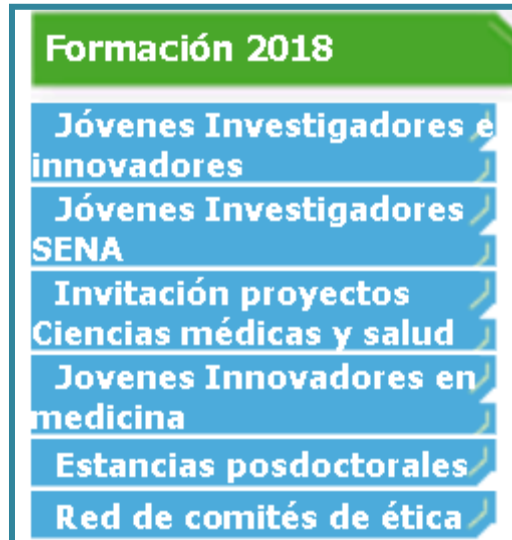 Formación 2018
Jóvenes Investigadores e
innovadores
Jóvenes Investigadores
SENA
Invitación proyectos
Ciencias médicas y salud
Jovenes Innovadores en
medicina
Estancias posdoctorales
Red de comités de ética